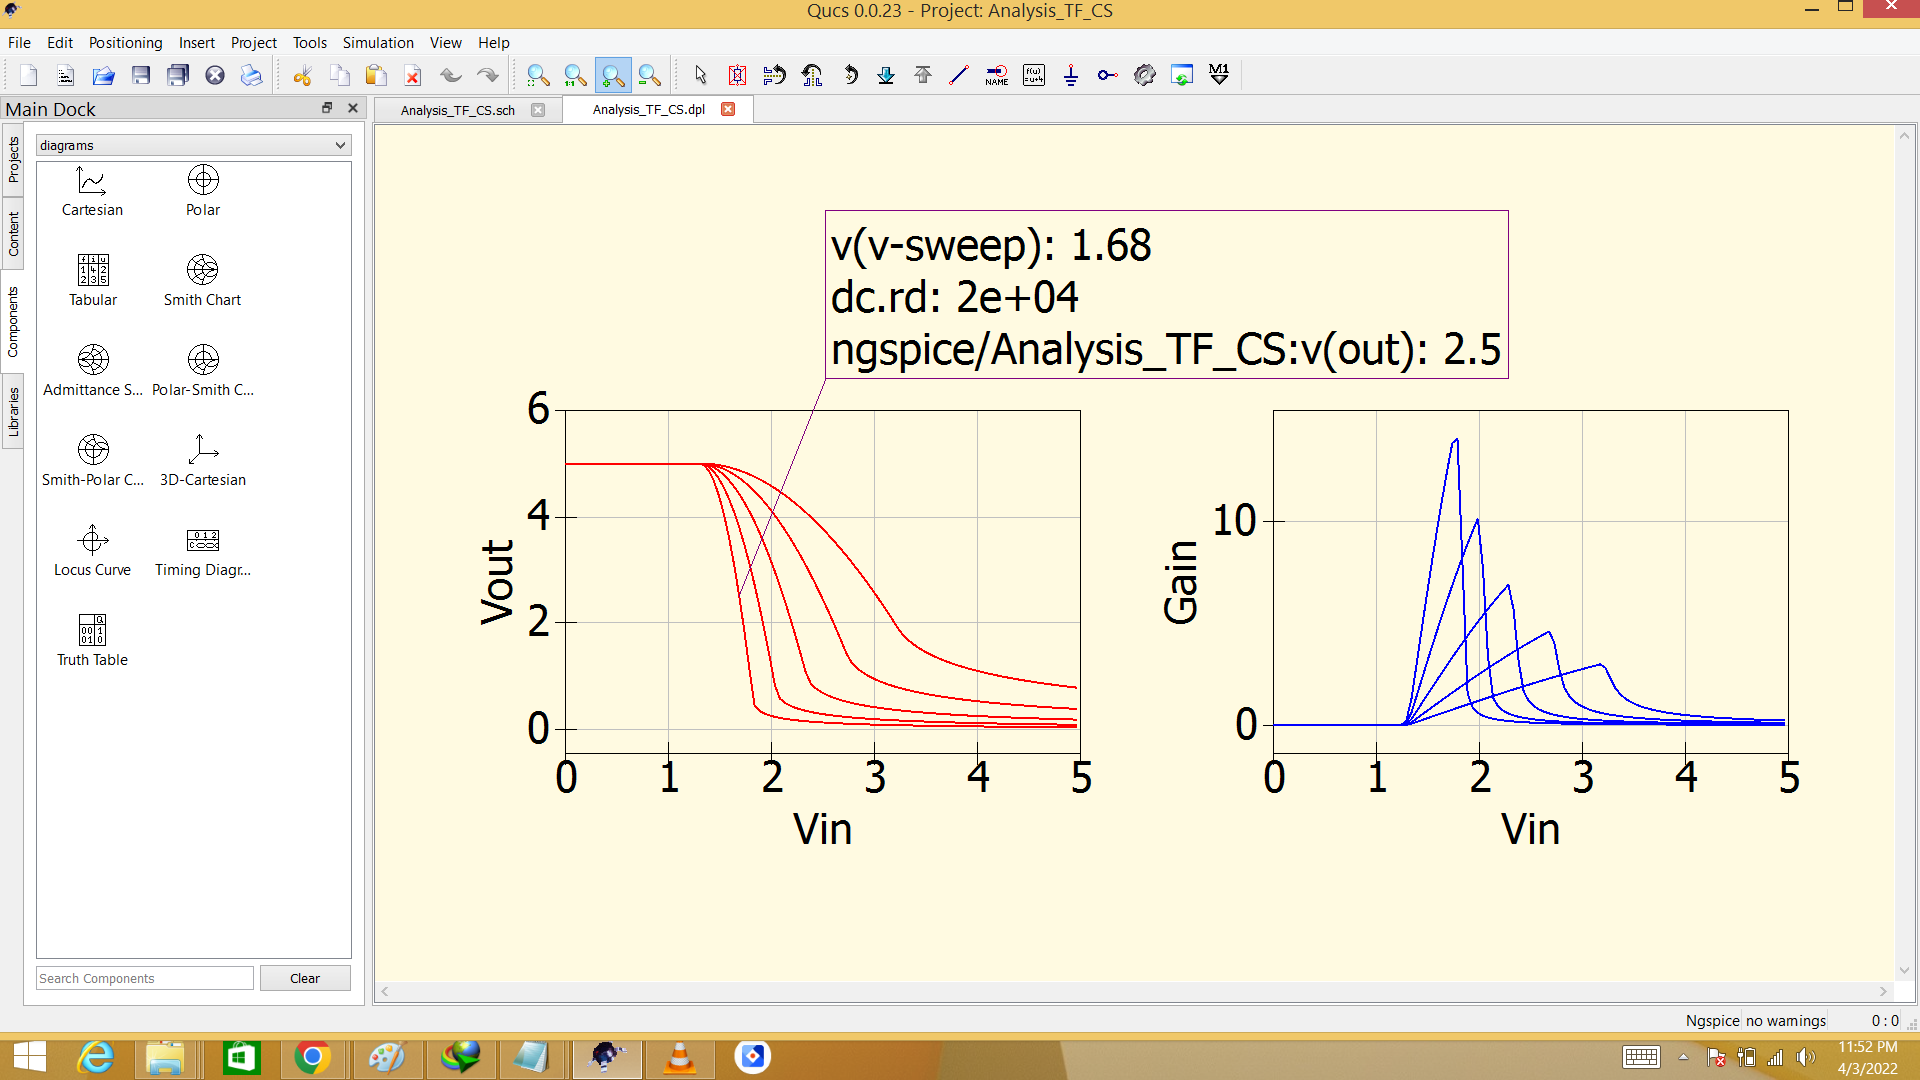 Qucs 0.0.23 - Project: Analysis_TF_CS
File Edit Positioning Insert Project Tools Simulation View Help
1:1
NAME
f(u)
=u+4
M1
Main Dock
Analysis_TF_CS.sch
Analysis_TF_CS.dpl
Projects
Content
Components
Libraries
diagrams
Cartesian
Polar
Tabular
Smith Chart
Admittance S...
Polar-Smith C...
Smith-Polar C...
3D-Cartesian
Locus Curve
Timing Diagr...
Truth Table
Search Components
Clear
v(v-sweep): 1.68
dc.rd: 2e+04
ngspice/Analysis_TF_CS:v(out): 2.5
6
4
2
0
Vout
0 1 2 3 4 5
Vin
10
0
Gain
0 1 2 3 4 5
Vin
Ngspice no warnings 0 : 0
11:52 PM
4/3/2022